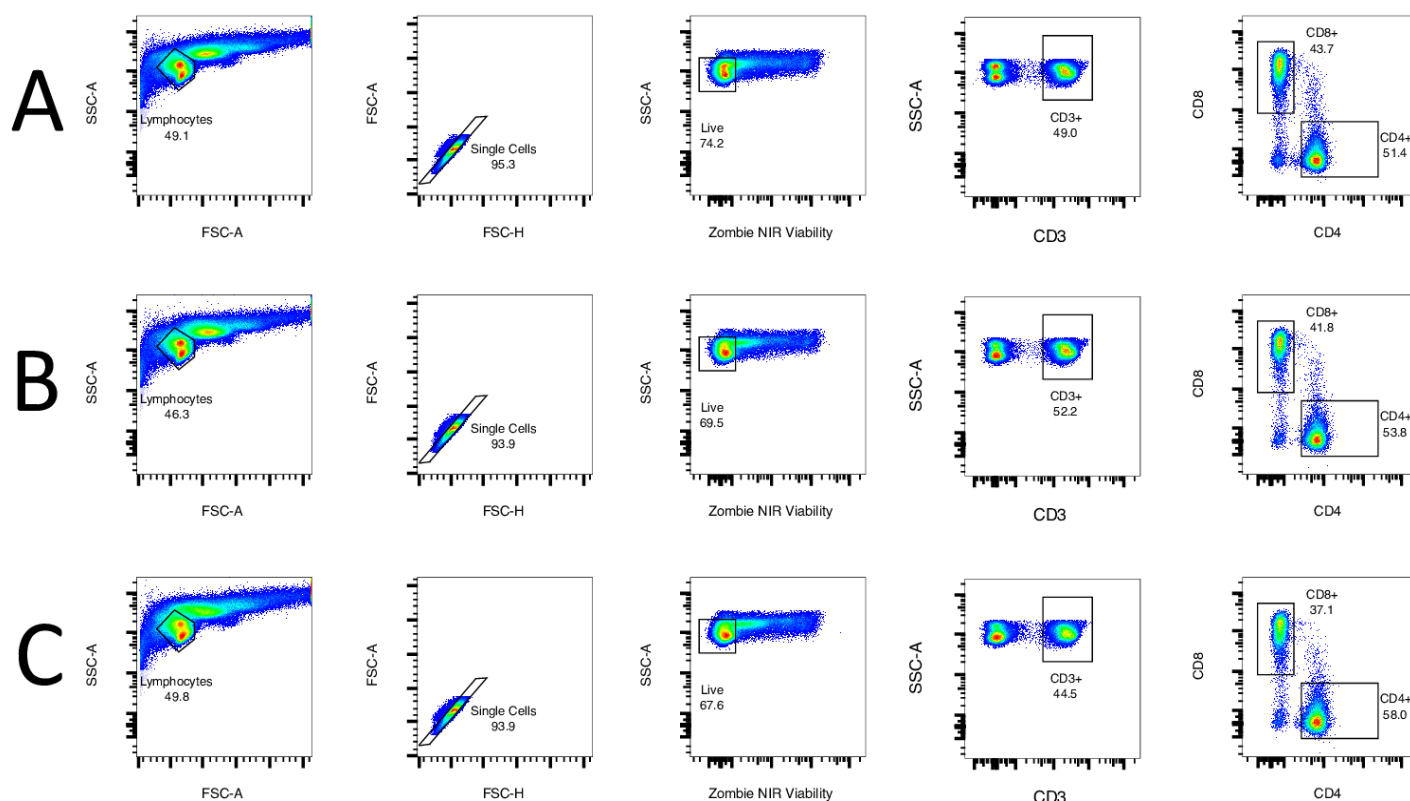 A
SSC-A
Lymphocytes
49.1
FSC-A
FSC-A
Single Cells
95.3
FSC-H
SSC-A
Live
74.2
Zombie NIR Viability
SSC-A
CD3+
49.0
CD3
CD8
CD8+
43.7
CD4+
51.4
CD4
B
SSC-A
Lymphocytes
46.3
FSC-A
FSC-A
Single Cells
93.9
FSC-H
SSC-A
Live
69.5
Zombie NIR Viability
SSC-A
CD3+
52.2
CD3
CD8
CD8+
41.8
CD4+
53.8
CD4
C
SSC-A
Lymphocytes
49.8
FSC-A
FSC-A
Single Cells
93.9
FSC-H
SSC-A
Live
67.6
Zombie NIR Viability
SSC-A
CD3+
44.5
CD3
CD8
CD8+
37.1
CD4+
58.0
CD4